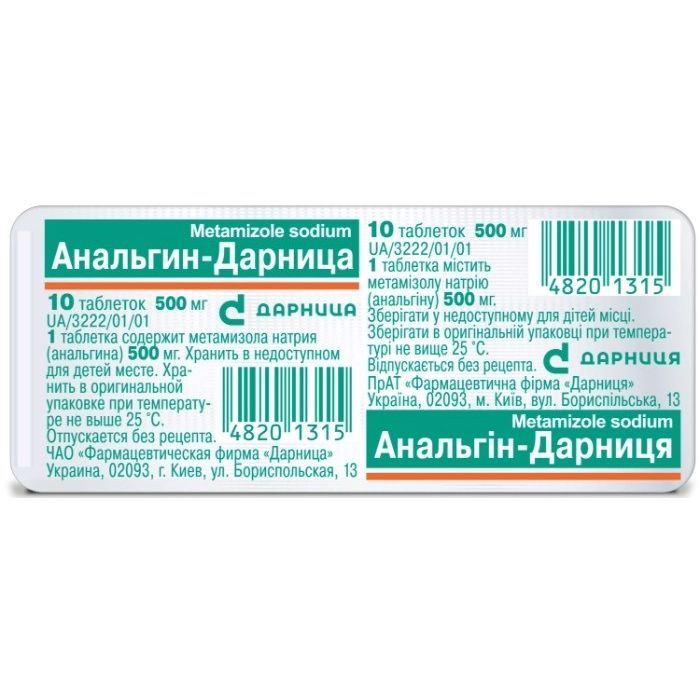 Metamizole sodium
Анальгин-Дарница
10 таблеток 500 мг
UA/3222/01/01
ДАРНИЦА
1 таблетка содержит метамизола натрия
(анальгина) 500 мг. Хранить в недоступном
для детей месте. Хра-
нить в оригинальной
упаковке при температу-
ре не выше 25 °С.
Отпускается без рецепта.
4820 1315
ЧАО «Фармацевтическая фирма «Дарница»
Украина, 02093, г. Киев, ул. Бориспольская, 13
10 таблеток 500 мг
UA/3222/01/01
1 таблетка містить
метамізолу натрію
(анальгіну) 500 мг.
4820 1315
Зберігати у недоступному для дітей місці.
Зберігати в оригінальній упаковці при темпера-
турі не вище 25 °С.
Відпускається без рецепта.
ДАРНИЦЯ
ПрАТ «Фармацевтична фірма «Дарниця»
Україна, 02093, м. Київ, вул. Бориспільська, 13
Metamizole sodium
Анальгін-Дарниця